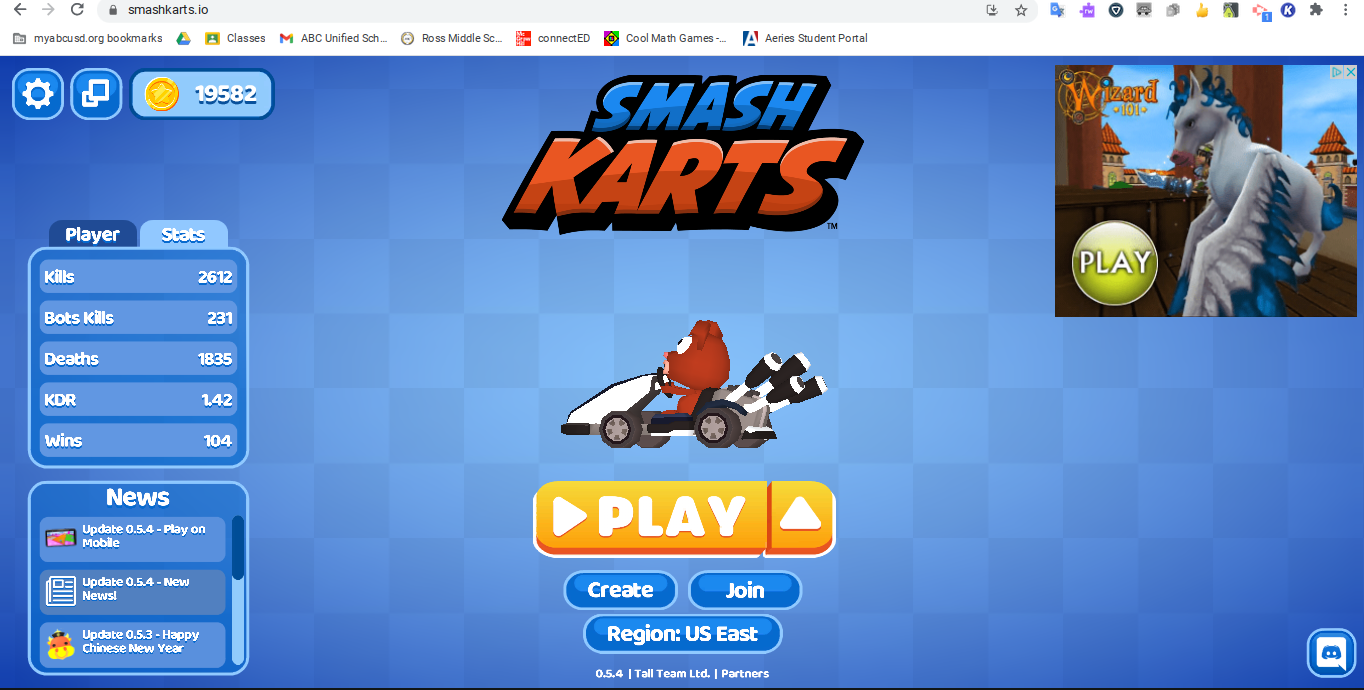 smashkarts.io
myabcusd.org bookmarks
Classes
ABC Unified Sch...
Ross Middle Sc...
connectED
Cool Math Games -...
Aeries Student Portal
19582
SMASH
KARTS
TM
Wizard
101
PLAY
Player Stats
Kills 2612
Bots Kills 231
Deaths 1835
KDR 1.42
Wins 104
News
Update 0.5.4 - Play on
Mobile
Update 0.5.4 - New
News!
Update 0.5.3 - Happy
Chinese New Year
PLAY
Create Join
Region: US East
0.5.4 | Tall Team Ltd. | Partners